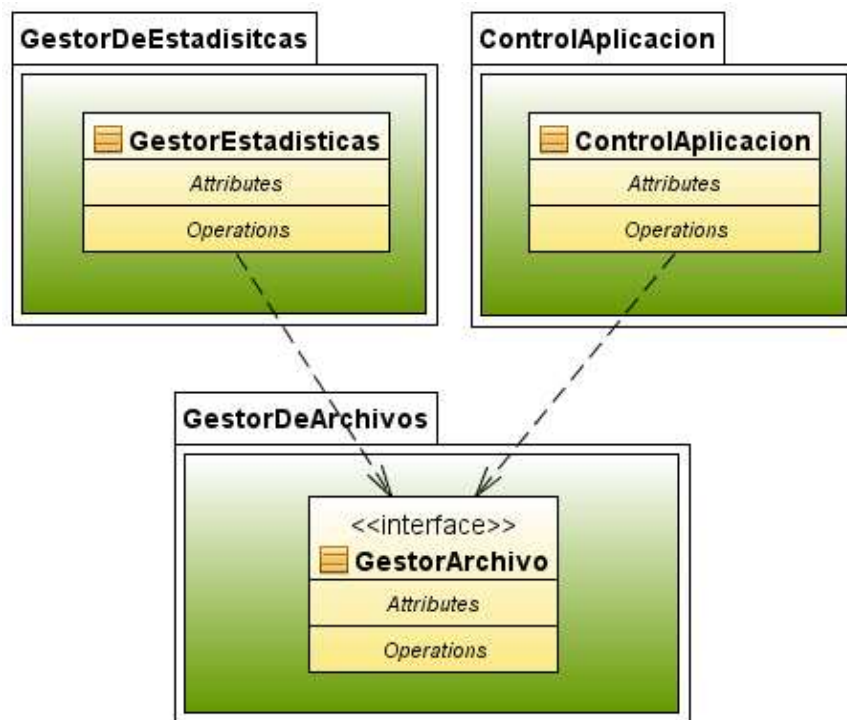 GestorDeEstadisitcas
GestorEstadisticas
Attributes
Operations
ControlAplicacion
ControlAplicacion
Attributes
Operations
GestorDeArchivos
<<interface>>
GestorArchivo
Attributes
Operations